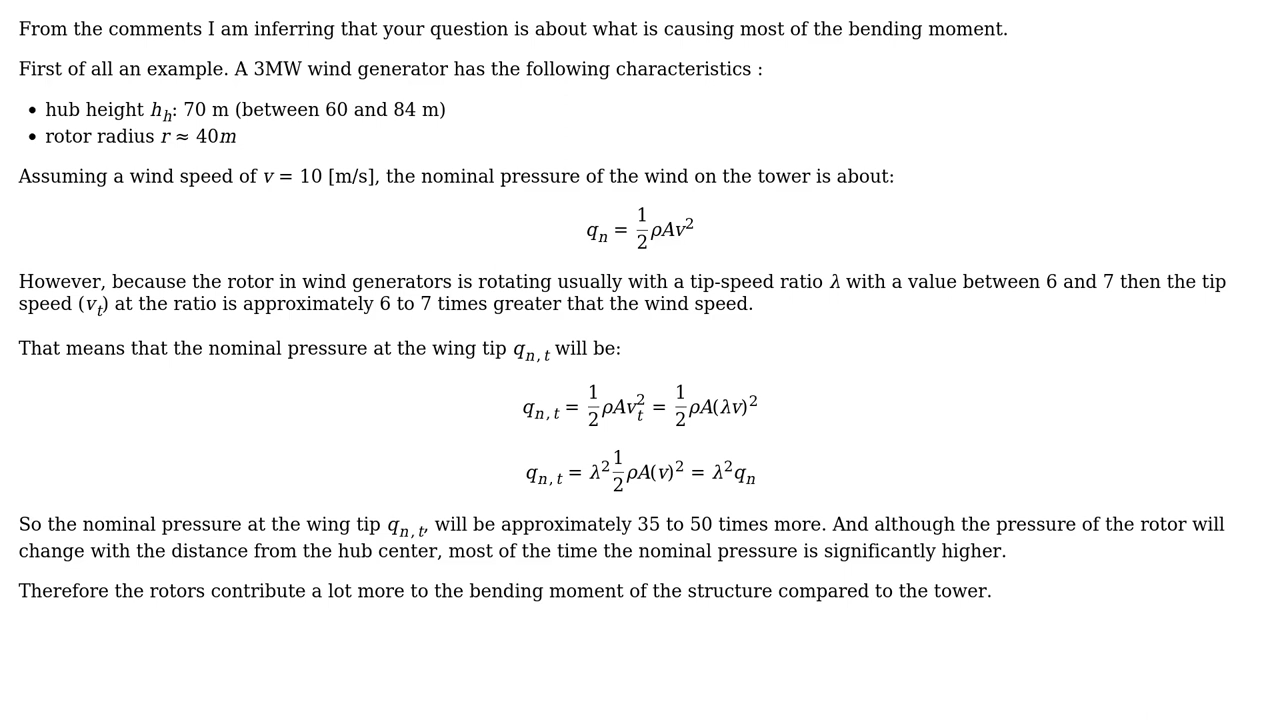 From the comments I am inferring that your question is about what is causing most of the bending moment.
First of all an example. A 3MW wind generator has the following characteristics :
• hub height h_h: 70 m (between 60 and 84 m)
• rotor radius r ≈ 40m
Assuming a wind speed of v = 10 [m/s], the nominal pressure of the wind on the tower is about:
q_n = \frac{1}{2}ρAv^2
However, because the rotor in wind generators is rotating usually with a tip-speed ratio λ with a value between 6 and 7 then the tip
speed (v_t) at the ratio is approximately 6 to 7 times greater that the wind speed.
That means that the nominal pressure at the wing tip q_{n,t} will be:
q_{n,t} = \frac{1}{2}ρAv_t^2 = \frac{1}{2}ρA(λv)^2
q_{n,t} = λ^2\frac{1}{2}ρA(v)^2 = λ^2q_n
So the nominal pressure at the wing tip q_{n,t}, will be approximately 35 to 50 times more. And although the pressure of the rotor will
change with the distance from the hub center, most of the time the nominal pressure is significantly higher.
Therefore the rotors contribute a lot more to the bending moment of the structure compared to the tower.